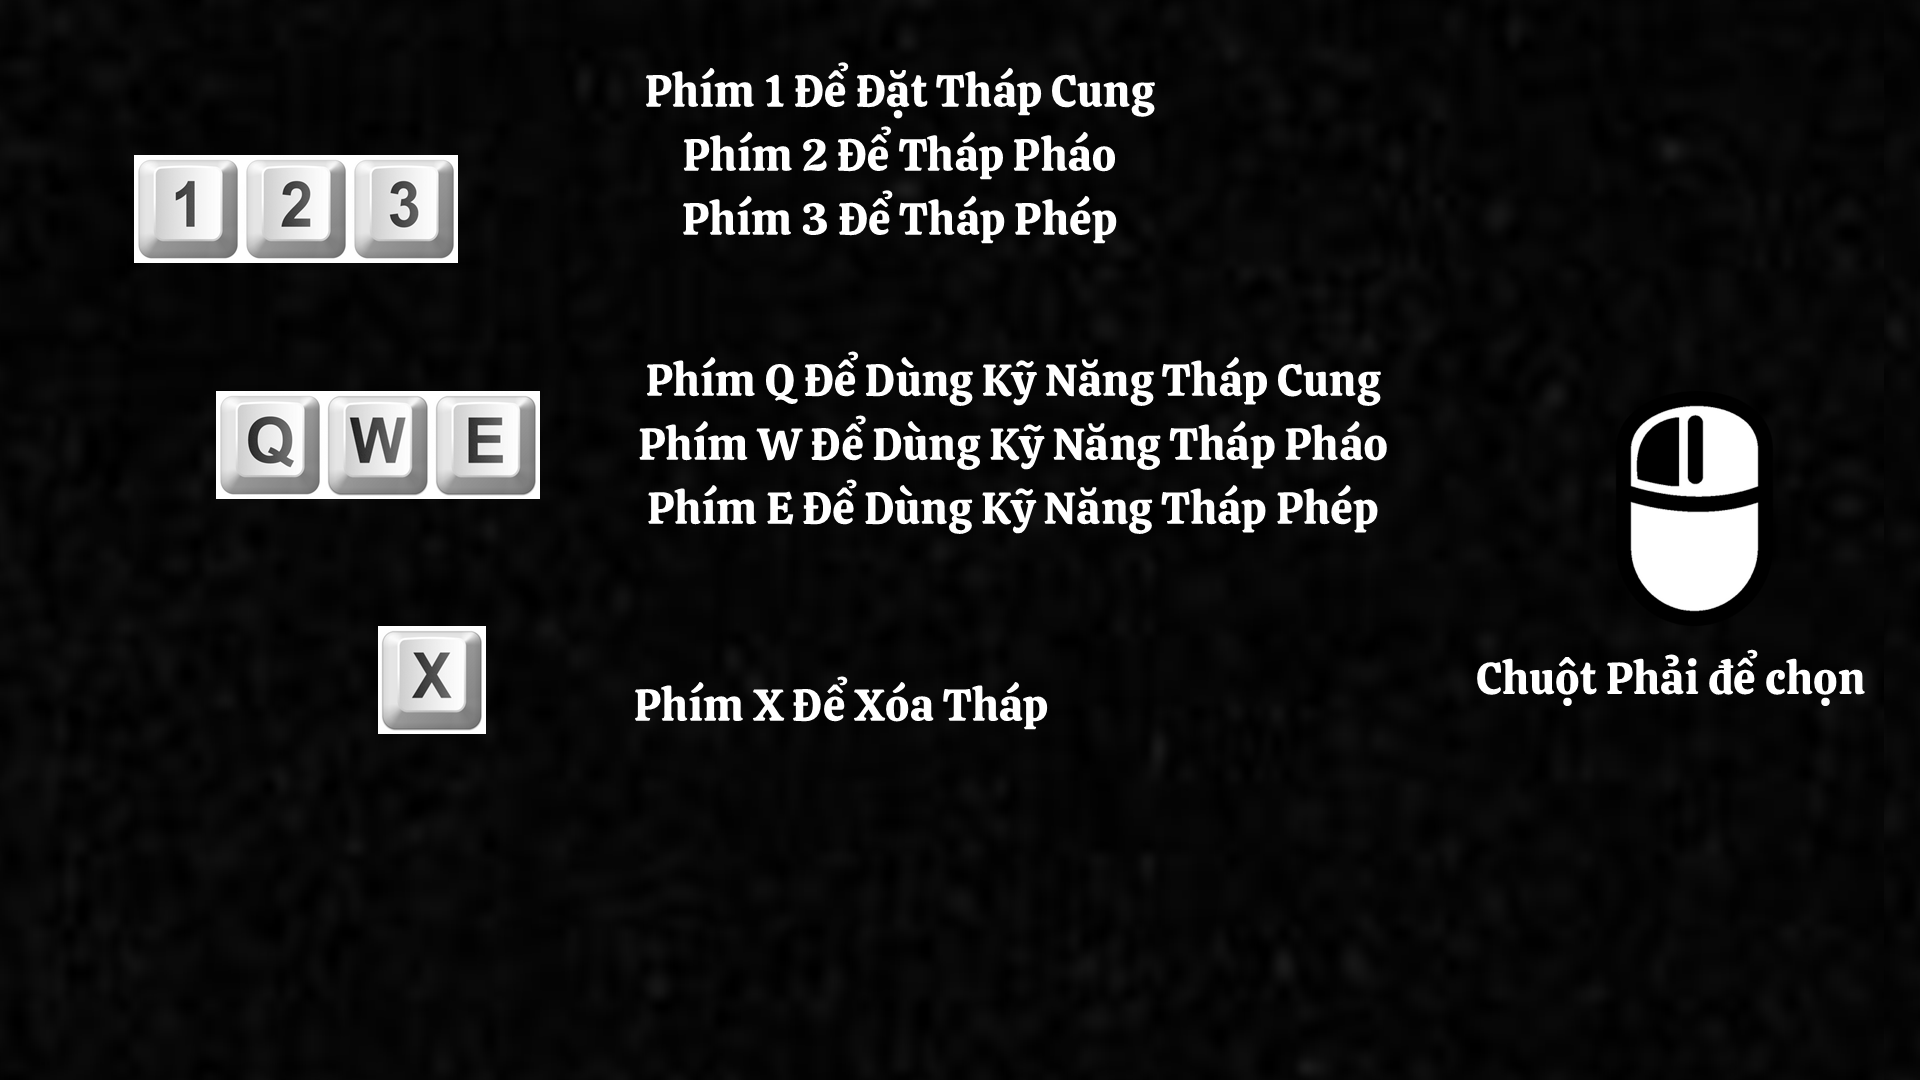 Phím 1 Để Đặt Tháp Cung
Phím 2 Để Tháp Pháo
Phím 3 Để Tháp Phép
1 2 3
Phím Q Để Dùng Kỹ Năng Tháp Cung
Phím W Để Dùng Kỹ Năng Tháp Pháo
Phím E Để Dùng Kỹ Năng Tháp Phép
Q W E
X
Phím X Để Xóa Tháp
Chuột Phải để chọn